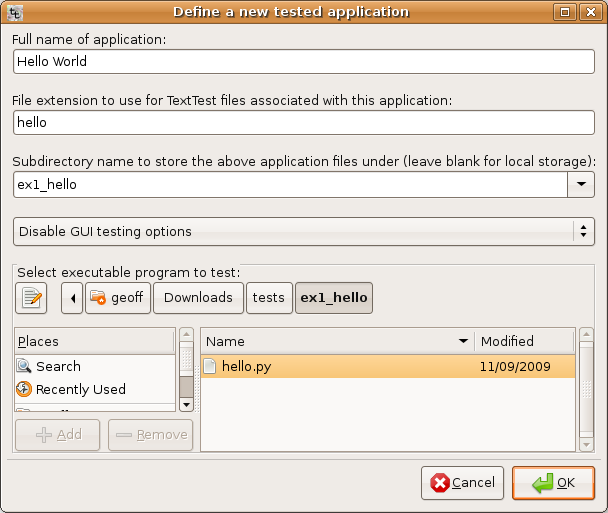 Define a new tested application
Full name of application:
Hello World
File extension to use for TextTest files associated with this application:
hello
Subdirectory name to store the above application files under (leave blank for local storage):
ex1_hello
Disable GUI testing options
Select executable program to test:
geoff Downloads tests ex1_hello
Places Name Modified
Search hello.py 11/09/2009
Recently Used
Add Remove
Cancel OK